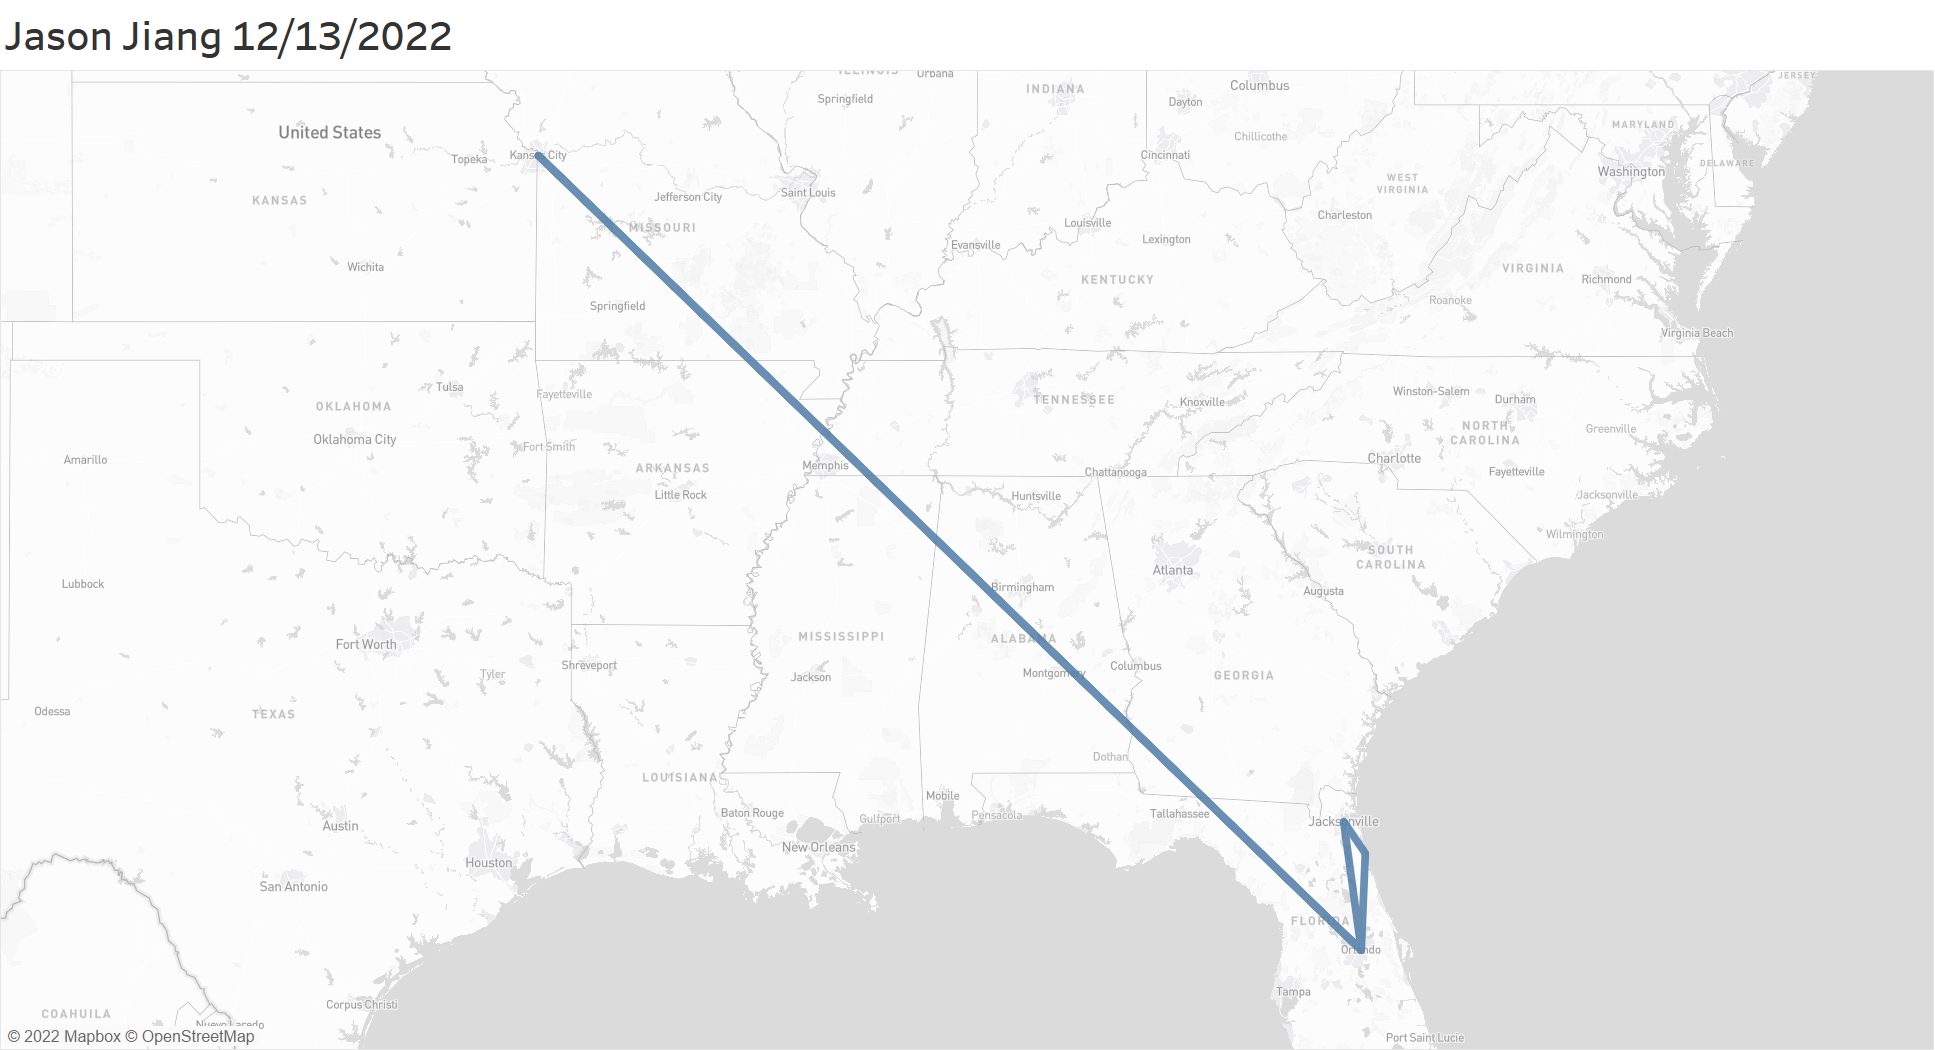 Jason Jiang 12/13/2022
ILLINOIS
Urbana
JERSEY
INDIANA
Columbus
Springfield
Dayton
MARYLAND
United States
Chillicothe
Topeka
Kansas City
Cincinnati
DELAWARE
Washington
WEST
VIRGINIA
Saint Louis
Jefferson City
KANSAS
Charleston
MISSOURI
Louisville
Lexington
Evansville
Wichita
VIRGINIA
KENTUCKY
Richmond
Roanoke
Springfield
Virginia Beach
Tulsa
Fayetteville
Winston-Salem
Durham
TENNESSEE
Knoxville
OKLAHOMA
NORTH
CAROLINA
Greenville
Oklahoma City
Fort Smith
Amarillo
Memphis
ARKANSAS
Charlotte
Chattanooga
Fayetteville
Little Rock
Huntsville
Jacksonville
Wilmington
SOUTH
CAROLINA
Atlanta
Lubbock
Birmingham
Augusta
Fort Worth
MISSISSIPPI
ALABAMA
Shreveport
Columbus
Tyler
Jackson
Montgomery
GEORGIA
Odessa
TEXAS
Dothan
LOUISIANA
Mobile
Baton Rouge
Gulfport
Pensacola
Tallahassee
Jacksonville
Austin
New Orleans
Houston
San Antonio
FLORIDA
Orlando
Tampa
Corpus Christi
COAHUILA
Nuevo Laredo
© 2022 Mapbox © OpenStreetMap
Port Saint Lucie